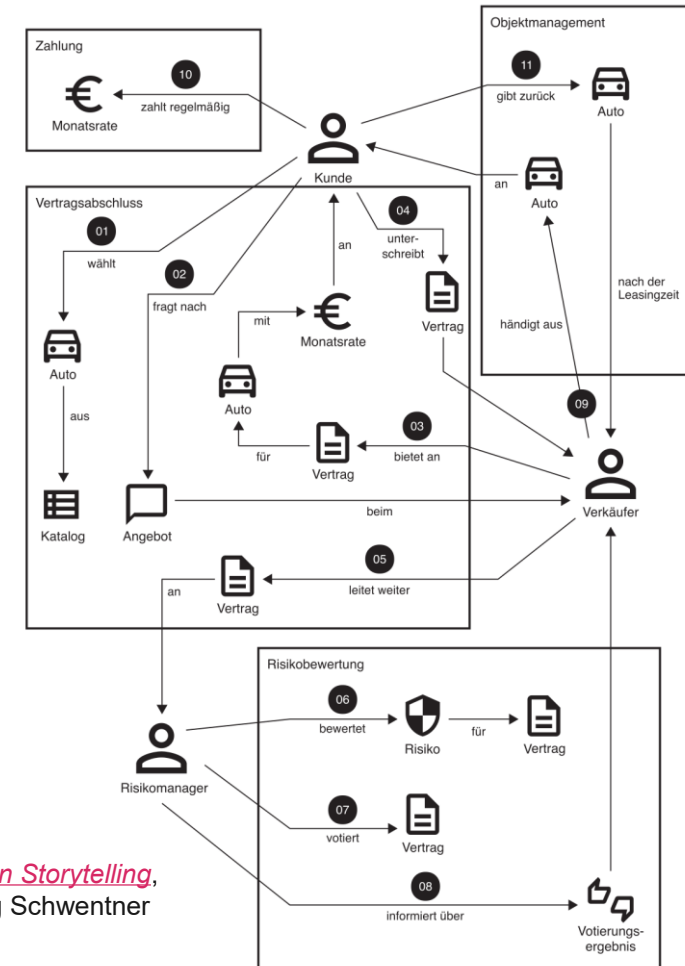 Zahlung
10
zahlt regelmäßig
Monatsrate
Objektmanagement
11
gibt zurück
Auto
Kunde
an
Auto
nach der
Leasingzeit
händigt aus
09
Verkäufer
Vertragsabschluss
01
wählt
02
fragt nach
an
04
unter-
schreibt
Vertrag
mit
Monatsrate
Auto
Auto
aus
für
Vertrag
03
bietet an
Katalog
Angebot
beim
05
leitet weiter
an
Vertrag
Risikobewertung
06
bewertet
Risiko
für
Vertrag
Risikomanager
07
votiert
Vertrag
08
informiert über
Votierungs-
ergebnis
n Storytelling,
g Schwentner